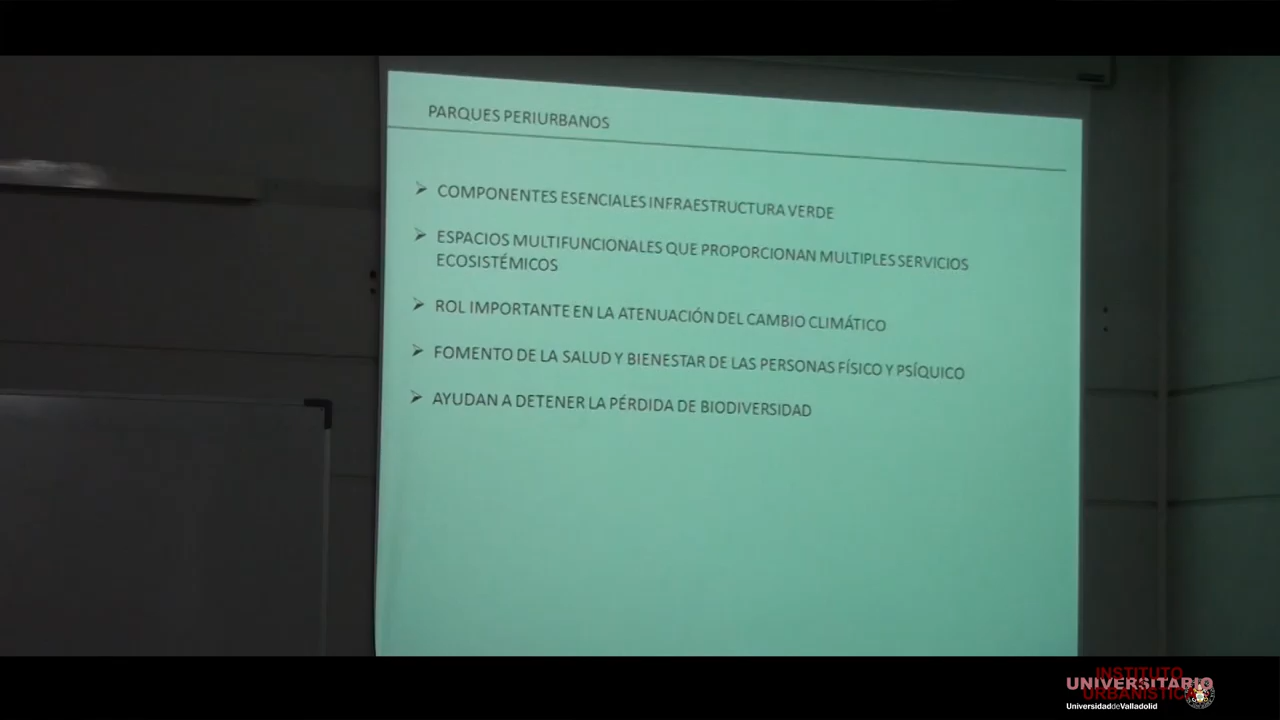 PARQUES PERIURBANOS
COMPONENTES ESENCIALES INFRAESTRUCTURA VERDE
ESPACIOS MULTIFUNCIONALES QUE PROPORCIONAN MULTIPLES SERVICIOS
ECOSISTÉMICOS
ROL IMPORTANTE EN LA ATENUACIÓN DEL CAMBIO CLIMÁTICO
FOMENTO DE LA SALUD Y BIENESTAR DE LAS PERSONAS FÍSICO Y PSÍQUICO
AYUDAN A DETENER LA PÉRDIDA DE BIODIVERSIDAD
INSTITUTO
UNIVERSITARIO
URBANÍSTICA
UniversidaddeValladolid